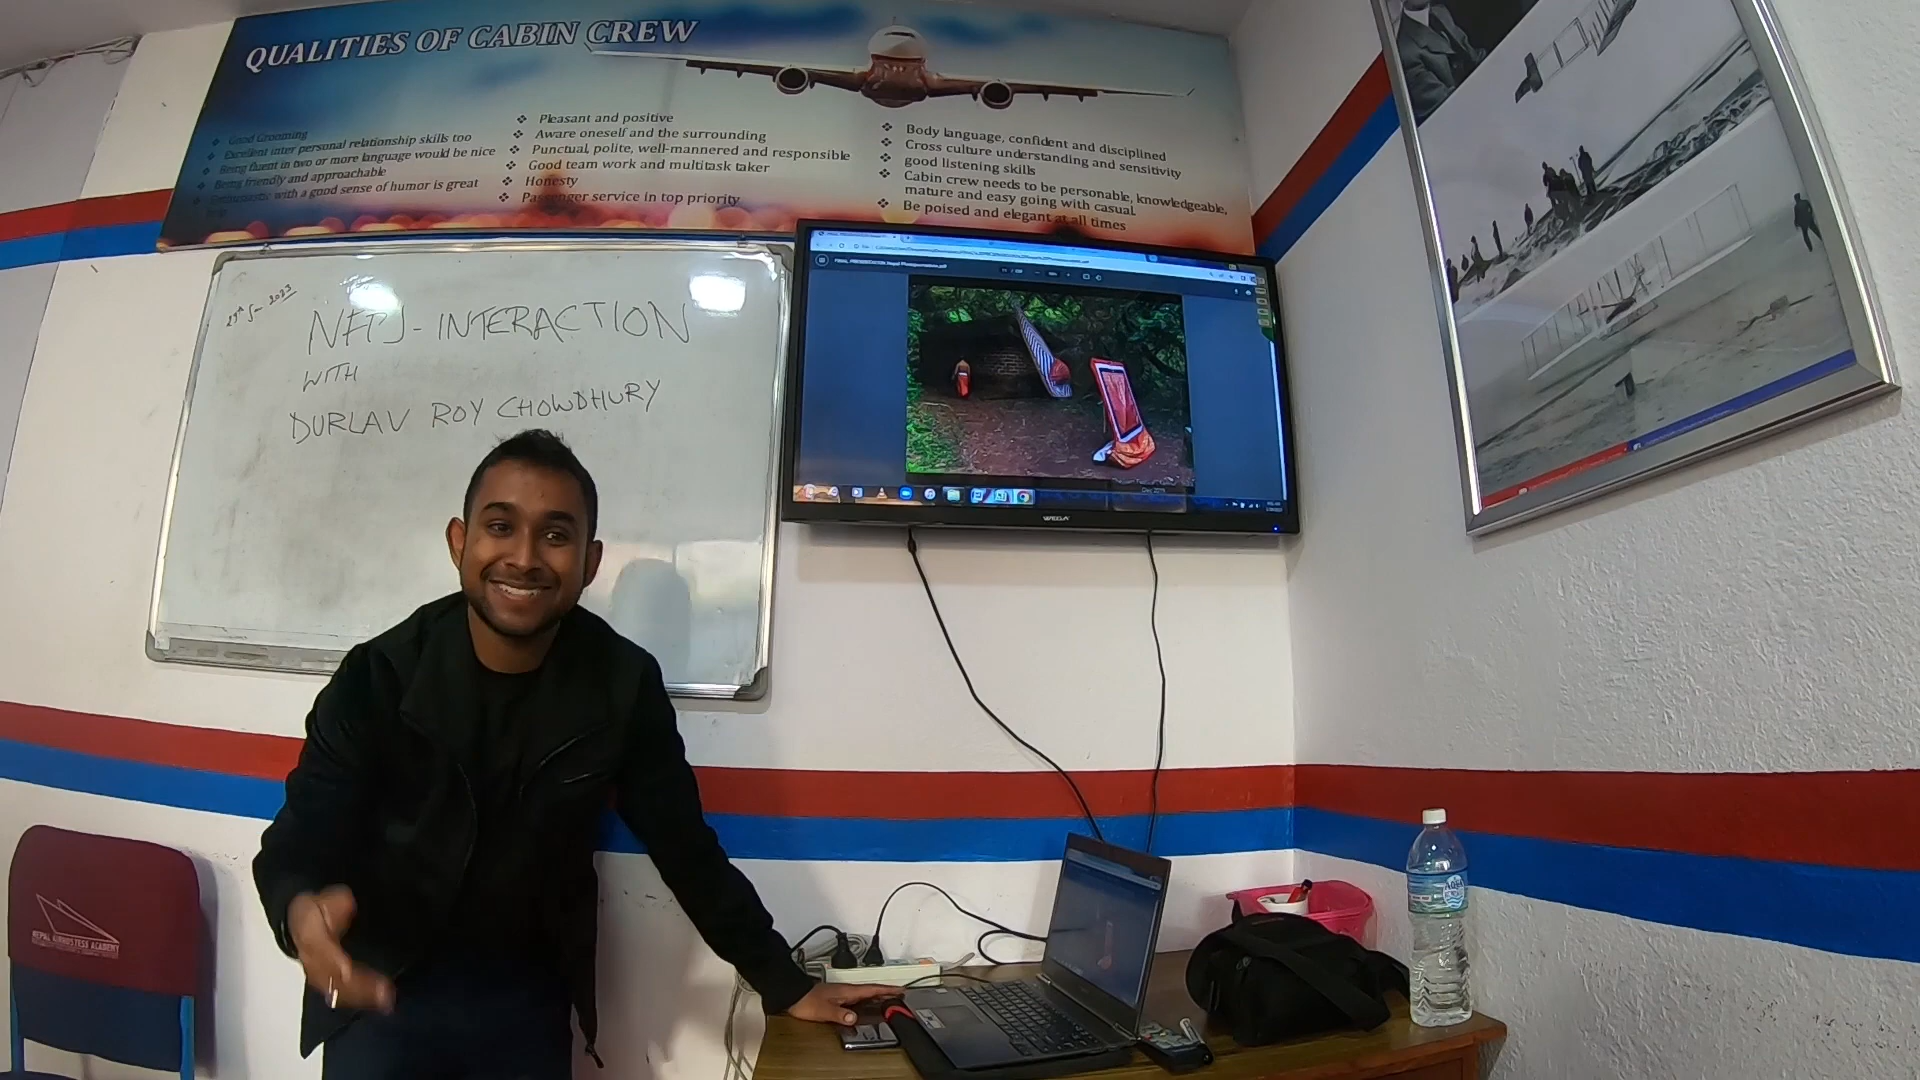 QUALITIES OF CABIN CREW
Good Grooming
Excellent inter personal relationship skills too
Being fluent in two or more language would be nice
Being friendly and approachable
Enthusiastic with a good sense of humor is great
help
Pleasant and positive
Aware oneself and the surrounding
Punctual, polite, well-mannered and responsible
Good team work and multitask taker
Honesty
Passenger service in top priority
Body language, confident and disciplined
Cross culture understanding and sensitivity
good listening skills
Cabin crew needs to be personable, knowledgeable,
mature and easy going with casual.
Be poised and elegant at all times
2023
NFTJ - INTERACTION
WITH
DURLAV ROY CHOWDHURY
NEPAL AIRHOSTESS ACADEMY